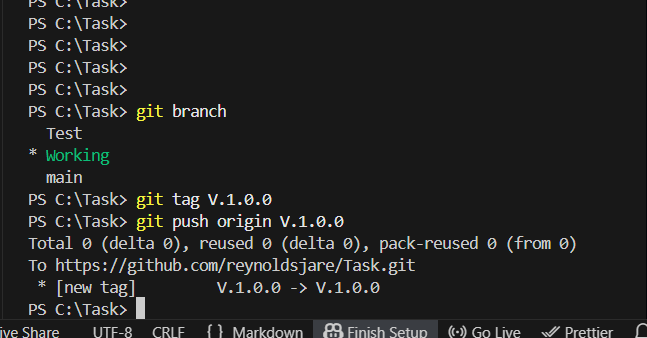 PS C:\Task>
PS C:\Task>
PS C:\Task>
PS C:\Task>
PS C:\Task>
PS C:\Task> git branch
  Test
* Working
  main
PS C:\Task> git tag V.1.0.0
PS C:\Task> git push origin V.1.0.0
Total 0 (delta 0), reused 0 (delta 0), pack-reused 0 (from 0)
To https://github.com/reynoldsjare/Task.git
 * [new tag]         V.1.0.0 -> V.1.0.0
PS C:\Task>
ive Share UTF-8 CRLF { } Markdown Finish Setup Go Live Prettier